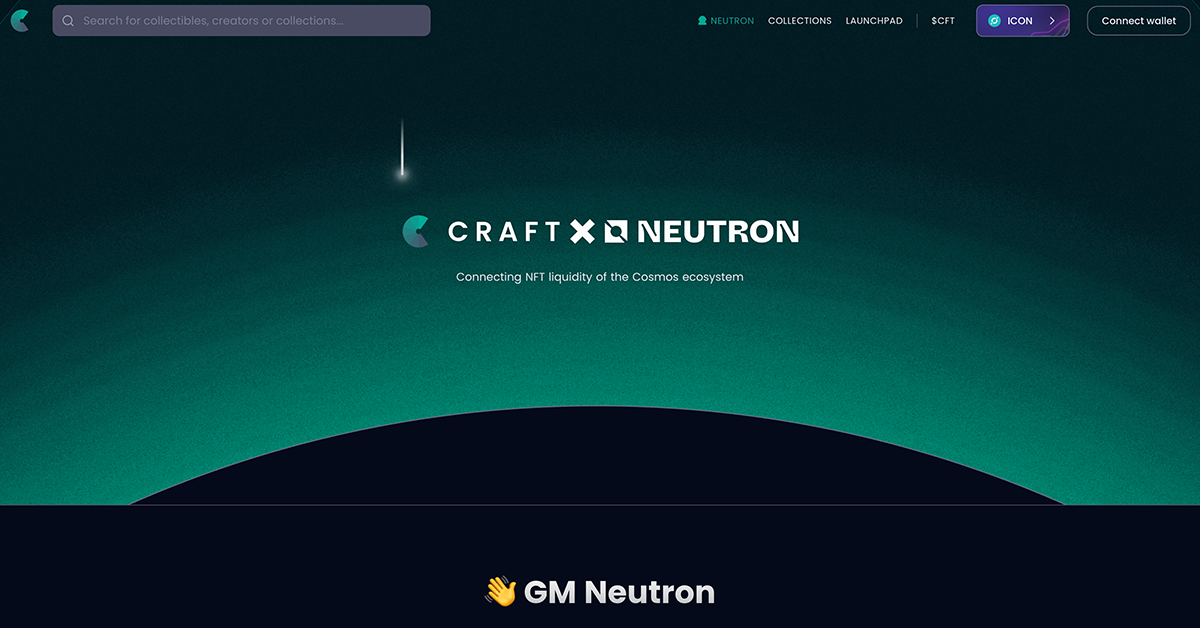 Search for collectibles, creators or collections...
NEUTRON
COLLECTIONS
LAUNCHPAD
$CFT
ICON
Connect wallet
CRAFT
NEUTRON
Connecting NFT liquidity of the Cosmos ecosystem
👋 GM Neutron